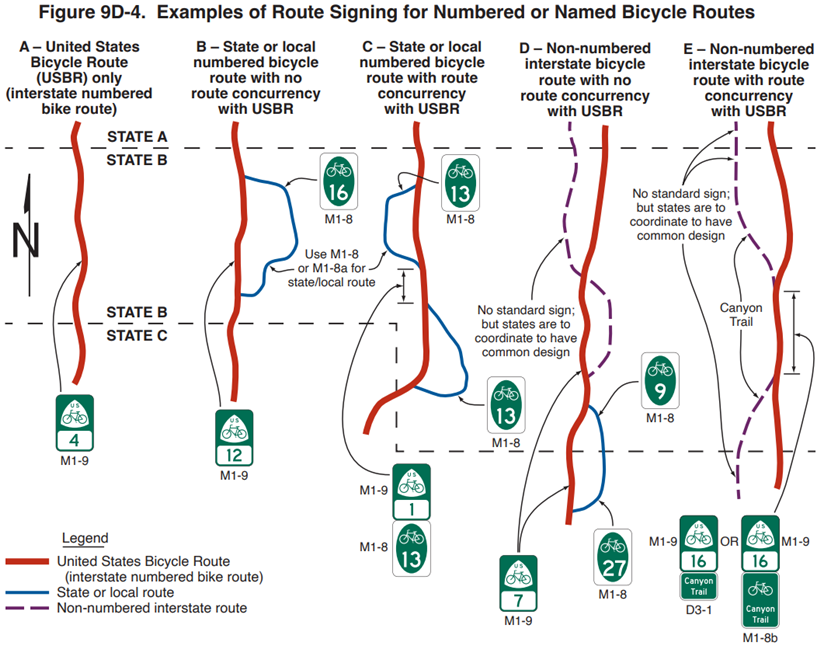 Figure 9D-4. Examples of Route Signing for Numbered or Named Bicycle Routes
A – United States
Bicycle Route
(USBR) only
(interstate numbered
bike route)
B – State or local
numbered bicycle
route with no
route concurrency
with USBR
C – State or local
numbered bicycle
route with route
concurrency
with USBR
D – Non-numbered
interstate bicycle
route with no
route concurrency
with USBR
E – Non-numbered
interstate bicycle
route with route
concurrency
with USBR
STATE A
STATE B
N
16
M1-8
13
M1-8
Use M1-8
or M1-8a for
state/local route
No standard sign;
but states are to
coordinate to have
common design
No standard sign;
but states are to
coordinate to have
common design
Canyon
Trail
STATE B
STATE C
US
4
M1-9
US
12
M1-9
13
M1-8
9
M1-8
M1-9
US
1
M1-8
13
US
7
M1-9
27
M1-8
M1-9
US
16
Canyon
Trail
D3-1
OR
US
16
M1-9
Canyon
Trail
M1-8b
Legend
United States Bicycle Route
(interstate numbered bike route)
State or local route
Non-numbered interstate route